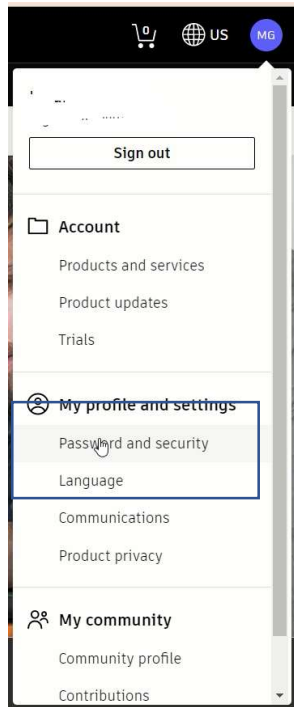 0
US
MG
Sign out
Account
Products and services
Product updates
Trials
My profile and settings
Password and security
Language
Communications
Product privacy
My community
Community profile
Contributions